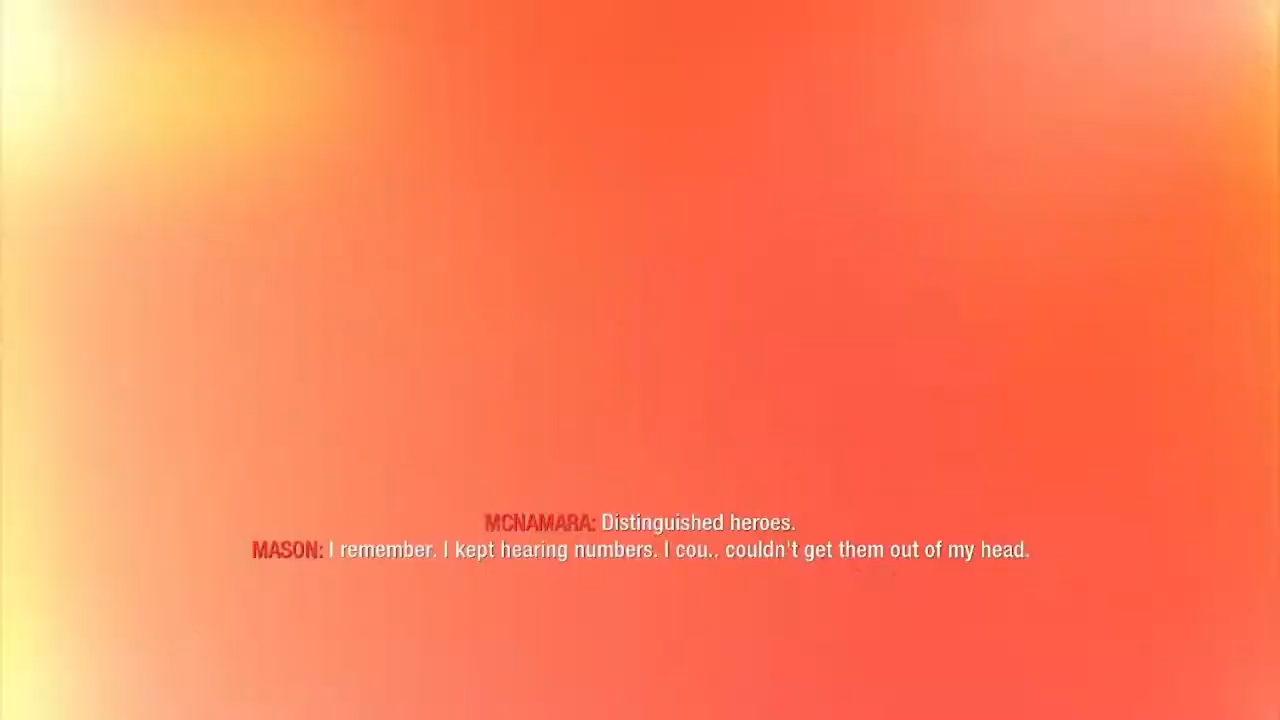 MCNAMARA: Distinguished heroes.
MASON: I remember. I kept hearing numbers. I cou.. couldn't get them out of my head.